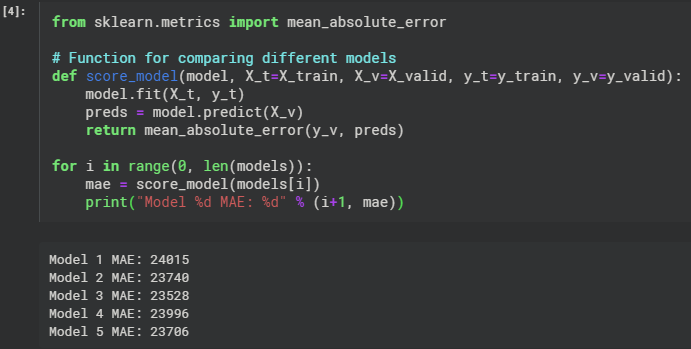 [4]:
from sklearn.metrics import mean_absolute_error
# Function for comparing different models
def score_model(model, X_t=X_train, X_v=X_valid, y_t=y_train, y_v=y_valid):
    model.fit(X_t, y_t)
    preds = model.predict(X_v)
    return mean_absolute_error(y_v, preds)
for i in range(0, len(models)):
    mae = score_model(models[i])
    print("Model %d MAE: %d" % (i+1, mae))
Model 1 MAE: 24015
Model 2 MAE: 23740
Model 3 MAE: 23528
Model 4 MAE: 23996
Model 5 MAE: 23706